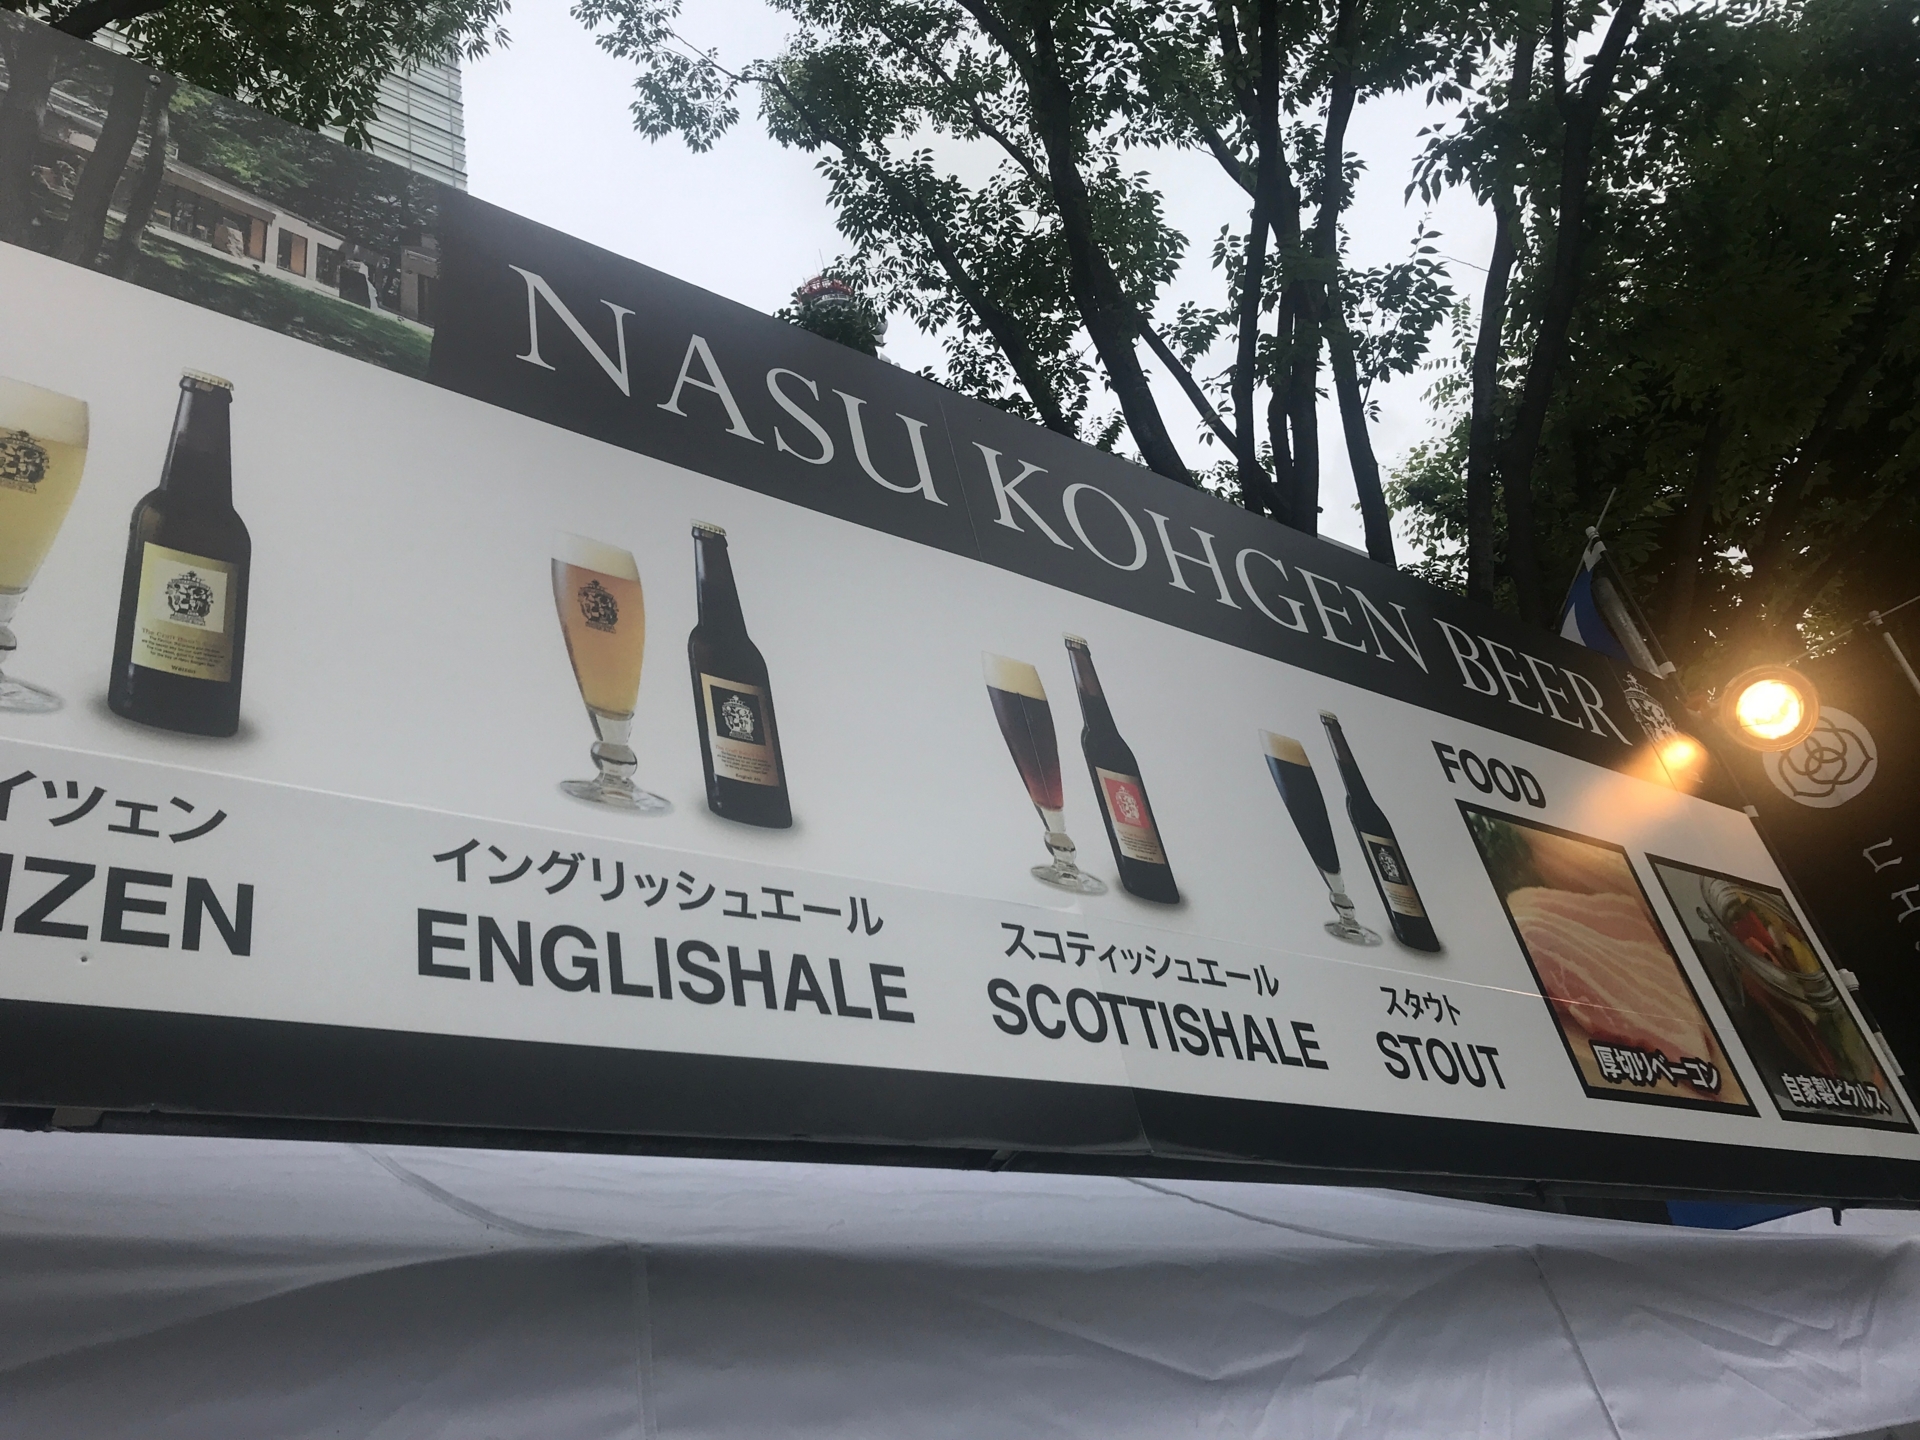 NASU KOHGEN BEER
イツェン
IZEN
イングリッシュエール
ENGLISHALE
スコティッシュエール
SCOTTISHALE
スタウト
STOUT
FOOD
厚切りベーコン
自家製ピクルス